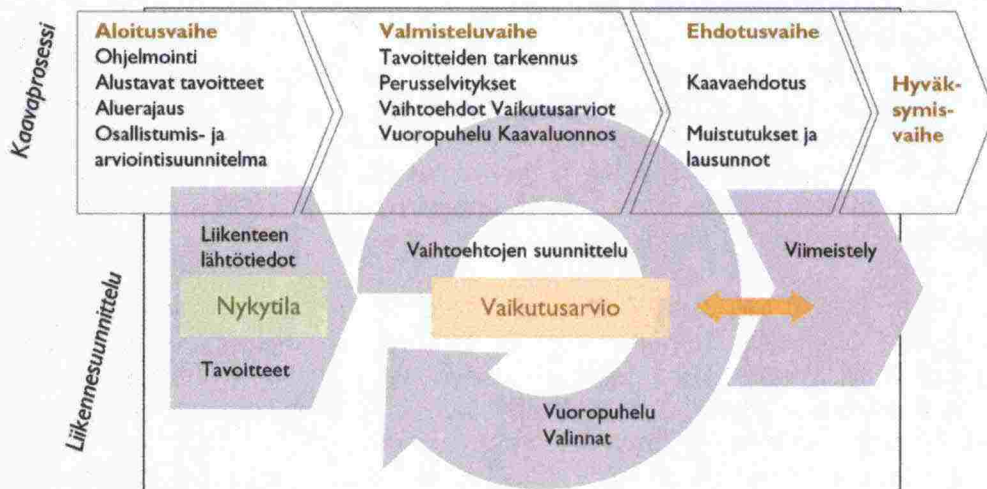 Kaavaprosessi
Aloitusvaihe
Ohjelmointi
Alustavat tavoitteet
Aluerajaus
Osallistumis- ja
arviointisuunnitelma
Valmisteluvaihe
Tavoitteiden tarkennus
Perusselvitykset
Vaihtoehdot Vaikutusarviot
Vuoropuhelu Kaavaluonnos
Ehdotusvaihe
Kaavaehdotus
Muistutukset ja
lausunnot
Hyväk-
symis-
vaihe
Liikennesuunnittelu
Liikenteen
lähtötiedot
Nykytila
Tavoitteet
Vaihtoehtojen suunnittelu
Vaikutusarvio
Vuoropuhelu
Valinnat
Viimeistely